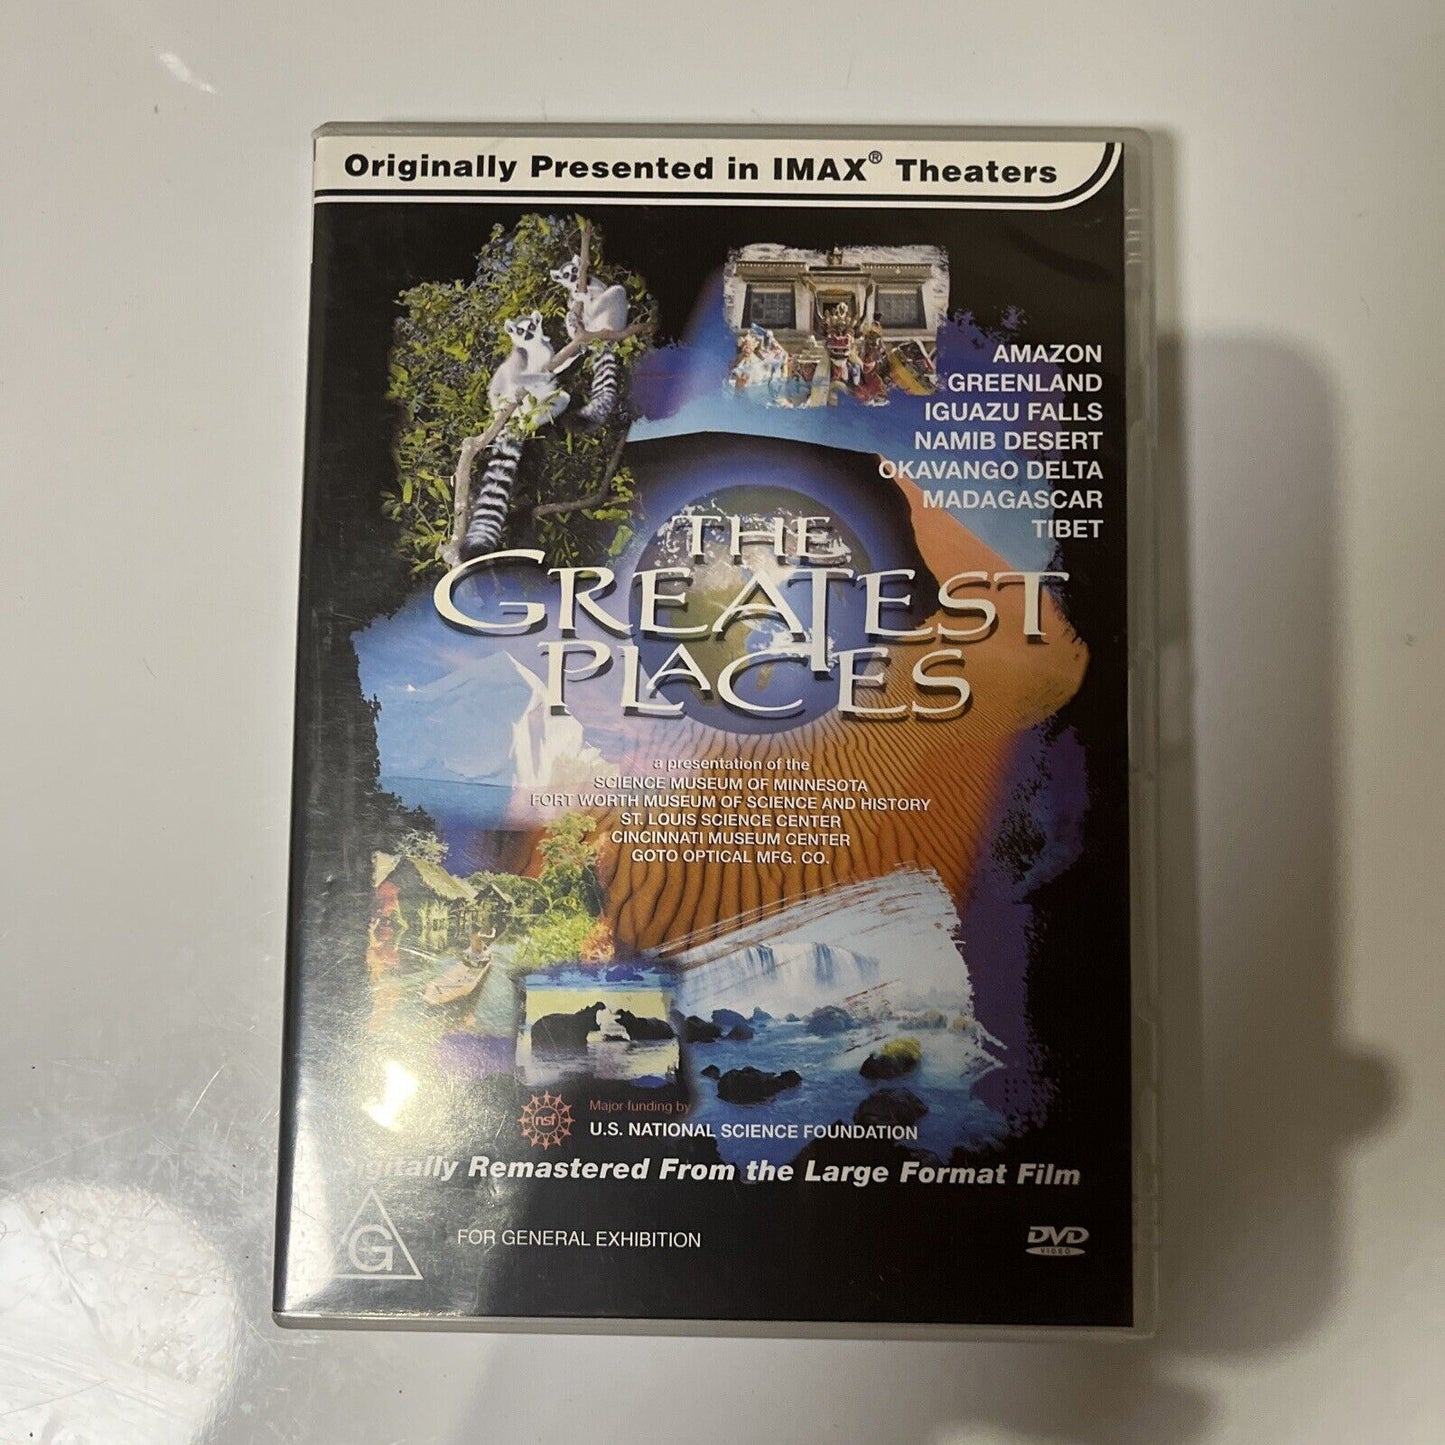 Originally Presented in IMAX® Theaters
AMAZON
GREENLAND
IGUAZU FALLS
NAMIB DESERT
OKAVANGO DELTA
MADAGASCAR
TIBET
THE
GREATEST
PLACES
a presentation of the
SCIENCE MUSEUM OF MINNESOTA
FORT WORTH MUSEUM OF SCIENCE AND HISTORY
ST. LOUIS SCIENCE CENTER
CINCINNATI MUSEUM CENTER
GOTO OPTICAL MFG. CO.
nsf
Major funding by
U.S. NATIONAL SCIENCE FOUNDATION
Digitally Remastered From the Large Format Film
G
FOR GENERAL EXHIBITION
DVD
VIDEO